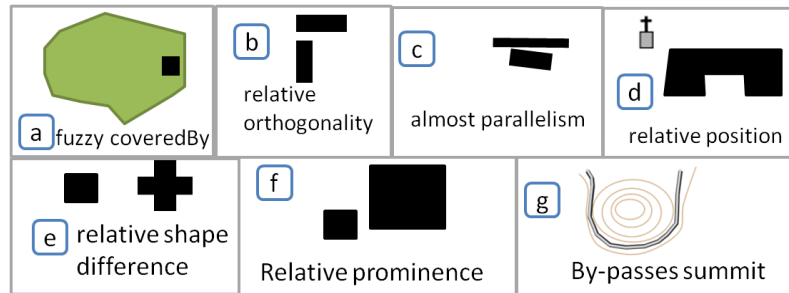 a
fuzzy coveredBy
b
relative
orthogonality
c
almost parallelism
d
relative position
e
relative shape
difference
f
Relative prominence
g
By-passes summit